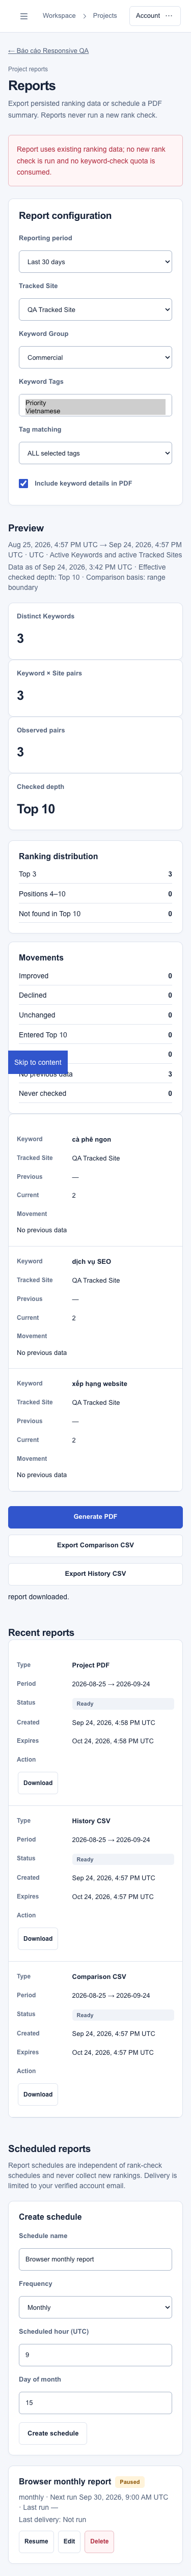 Workspace > Projects
Account ···
← Báo cáo Responsive QA
Project reports
Reports
Export persisted ranking data or schedule a PDF
summary. Reports never run a new rank check.
Report uses existing ranking data; no new rank
check is run and no keyword-check quota is
consumed.
Report configuration
Reporting period
Last 30 days
Tracked Site
QA Tracked Site
Keyword Group
Commercial
Keyword Tags
Priority
Vietnamese
Tag matching
ALL selected tags
Include keyword details in PDF
Preview
Aug 25, 2026, 4:57 PM UTC → Sep 24, 2026, 4:57 PM
UTC · UTC · Active Keywords and active Tracked Sites
Data as of Sep 24, 2026, 3:42 PM UTC · Effective
checked depth: Top 10 · Comparison basis: range
boundary
Distinct Keywords
3
Keyword × Site pairs
3
Observed pairs
3
Checked depth
Top 10
Ranking distribution
Top 3 3
Positions 4–10 0
Not found in Top 10 0
Movements
Improved 0
Declined 0
Unchanged 0
Entered Top 10 0
0
Skip to content
No previous data 3
Never checked 0
Keyword cà phê ngon
Tracked Site QA Tracked Site
Previous —
Current 2
Movement
No previous data
Keyword dịch vụ SEO
Tracked Site QA Tracked Site
Previous —
Current 2
Movement
No previous data
Keyword xếp hạng website
Tracked Site QA Tracked Site
Previous —
Current 2
Movement
No previous data
Generate PDF
Export Comparison CSV
Export History CSV
report downloaded.
Recent reports
Type Project PDF
Period 2026-08-25 → 2026-09-24
Status Ready
Created Sep 24, 2026, 4:58 PM UTC
Expires Oct 24, 2026, 4:58 PM UTC
Action
Download
Type History CSV
Period 2026-08-25 → 2026-09-24
Status Ready
Created Sep 24, 2026, 4:57 PM UTC
Expires Oct 24, 2026, 4:57 PM UTC
Action
Download
Type Comparison CSV
Period 2026-08-25 → 2026-09-24
Status Ready
Created Sep 24, 2026, 4:57 PM UTC
Expires Oct 24, 2026, 4:57 PM UTC
Action
Download
Scheduled reports
Report schedules are independent of rank-check
schedules and never collect new rankings. Delivery is
limited to your verified account email.
Create schedule
Schedule name
Browser monthly report
Frequency
Monthly
Scheduled hour (UTC)
9
Day of month
15
Create schedule
Browser monthly report Paused
monthly · Next run Sep 30, 2026, 9:00 AM UTC
· Last run —
Last delivery: Not run
Resume Edit Delete